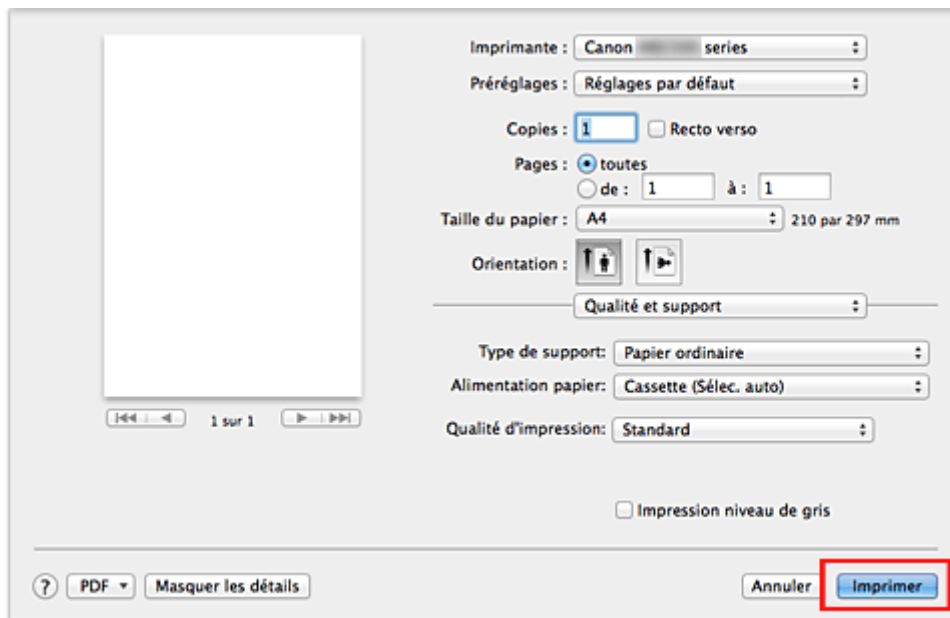 Imprimante : Canon series
Préréglages : Réglages par défaut
Copies : 1 Recto verso
Pages : toutes
de : 1 à : 1
Taille du papier : A4 210 par 297 mm
Orientation :
Qualité et support
Type de support: Papier ordinaire
Alimentation papier: Cassette (Sélec. auto)
1 sur 1
Qualité d'impression: Standard
Impression niveau de gris
? PDF Masquer les détails Annuler Imprimer